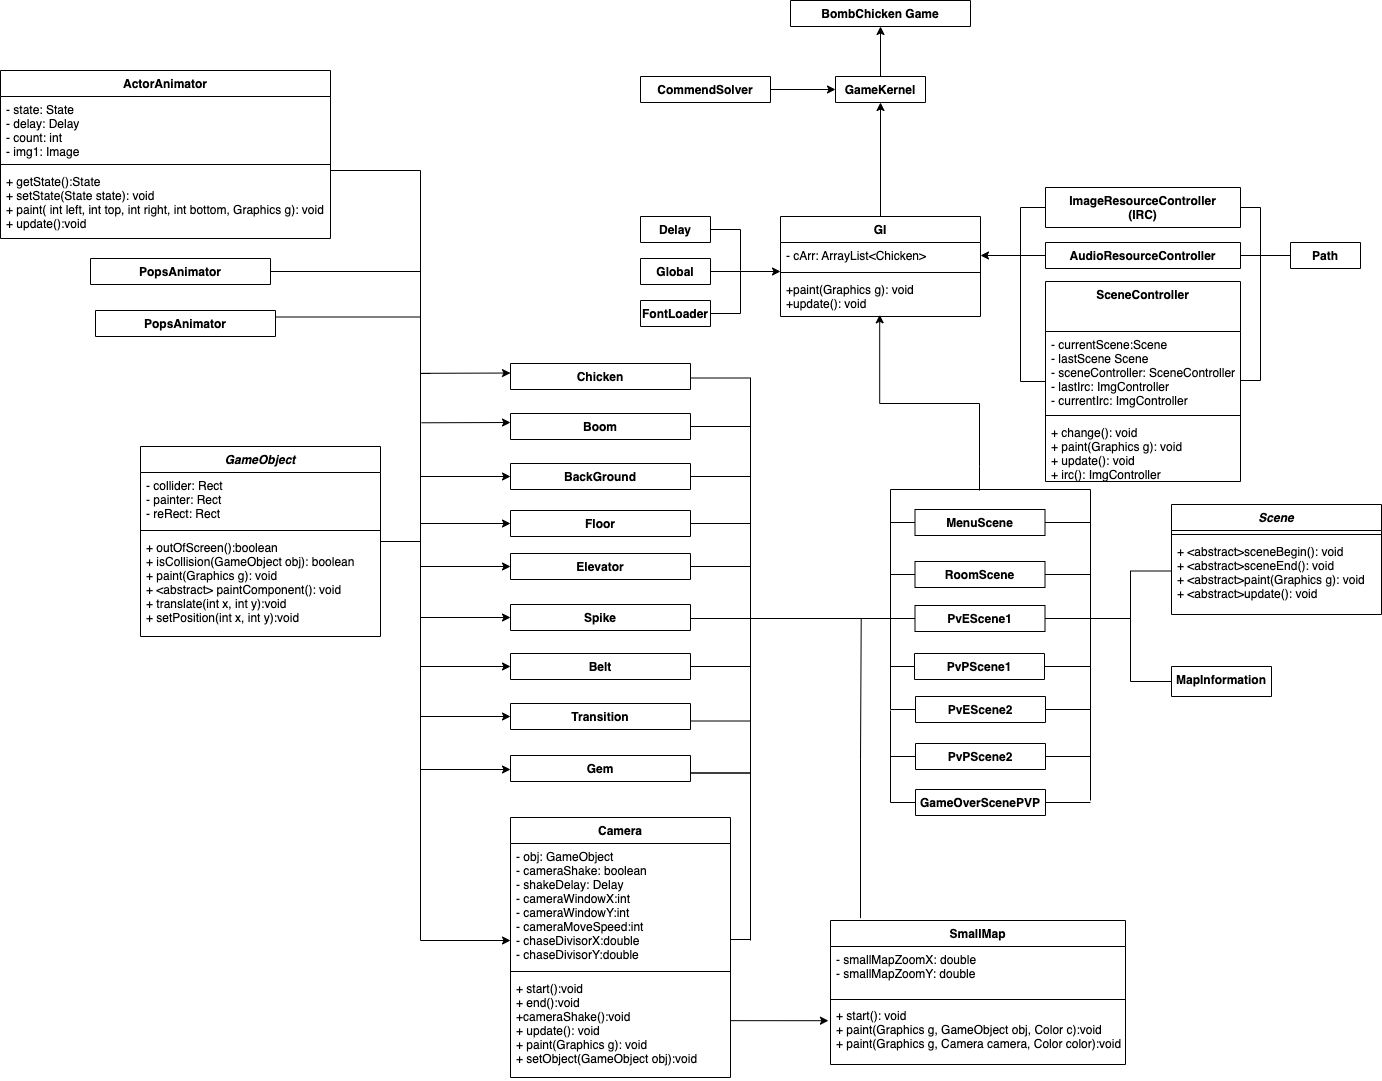 BombChicken Game
CommendSolver
GameKernel
ActorAnimator
- state: State
- delay: Delay
- count: int
- img1: Image
+ getState():State
+ setState(State state): void
+ paint( int left, int top, int right, int bottom, Graphics g): void
+ update():void
PopsAnimator
PopsAnimator
Delay
Global
FontLoader
GI
- cArr: ArrayList<Chicken>
+paint(Graphics g): void
+update(): void
ImageResourceController
(IRC)
AudioResourceController
Path
SceneController
- currentScene:Scene
- lastScene Scene
- sceneController: SceneController
- lastIrc: ImgController
- currentIrc: ImgController
+ change(): void
+ paint(Graphics g): void
+ update(): void
+ irc(): ImgController
GameObject
- collider: Rect
- painter: Rect
- reRect: Rect
+ outOfScreen():boolean
+ isCollision(GameObject obj): boolean
+ paint(Graphics g): void
+ <abstract> paintComponent(): void
+ translate(int x, int y):void
+ setPosition(int x, int y):void
Chicken
Boom
BackGround
Floor
Elevator
Spike
Belt
Transition
Gem
MenuScene
RoomScene
PvEScene1
PvPScene1
PvEScene2
PvPScene2
GameOverScenePVP
Scene
+ <abstract>sceneBegin(): void
+ <abstract>sceneEnd(): void
+ <abstract>paint(Graphics g): void
+ <abstract>update(): void
MapInformation
Camera
- obj: GameObject
- cameraShake: boolean
- shakeDelay: Delay
- cameraWindowX:int
- cameraWindowY:int
- cameraMoveSpeed:int
- chaseDivisorX:double
- chaseDivisorY:double
+ start():void
+ end():void
+cameraShake():void
+ update(): void
+ paint(Graphics g): void
+ setObject(GameObject obj):void
SmallMap
- smallMapZoomX: double
- smallMapZoomY: double
+ start(): void
+ paint(Graphics g, GameObject obj, Color c):void
+ paint(Graphics g, Camera camera, Color color):void